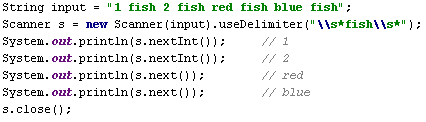 String input = "1 fish 2 fish red fish blue fish";
Scanner s = new Scanner(input).useDelimiter("\\s*fish\\s*");
System.out.println(s.nextInt());     // 1
System.out.println(s.nextInt());     // 2
System.out.println(s.next());        // red
System.out.println(s.next());        // blue
s.close();